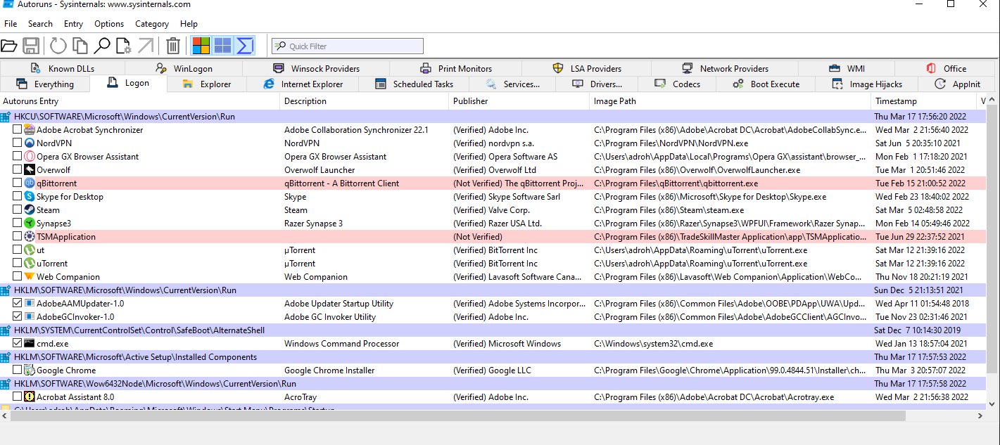 Autoruns - Sysinternals: www.sysinternals.com
File Search Entry Options Category Help
Quick Filter
Known DLLs WinLogon Winsock Providers Print Monitors LSA Providers Network Providers WMI Office
Everything Logon Explorer Internet Explorer Scheduled Tasks Services... Drivers... Codecs Boot Execute Image Hijacks AppInit
Autoruns Entry Description Publisher Image Path Timestamp V
HKCU\SOFTWARE\Microsoft\Windows\CurrentVersion\Run Thu Mar 17 17:56:20 2022
Adobe Acrobat Synchronizer Adobe Collaboration Synchronizer 22.1 (Verified) Adobe Inc. C:\Program Files (x86)\Adobe\Acrobat DC\Acrobat\AdobeCollabSync.e... Wed Mar 2 21:56:40 2022
NordVPN NordVPN (Verified) nordvpn s.a. C:\Program Files\NordVPN\NordVPN.exe Sat Jun 5 20:35:10 2021
Opera GX Browser Assistant Opera GX Browser Assistant (Verified) Opera Software AS C:\Users\adroh\AppData\Local\Programs\Opera GX\assistant\browser_... Mon Feb 1 17:18:20 2021
Overwolf Overwolf Launcher (Verified) Overwolf Ltd C:\Program Files (x86)\Overwolf\OverwolfLauncher.exe Tue Mar 1 20:51:46 2022
qBittorrent qBittorrent - A Bittorrent Client (Not Verified) The qBittorrent Proj... C:\Program Files\qBittorrent\qbittorrent.exe Tue Feb 15 21:00:52 2022
Skype for Desktop Skype (Verified) Skype Software Sarl C:\Program Files (x86)\Microsoft\Skype for Desktop\Skype.exe Wed Feb 23 18:40:02 2022
Steam Steam (Verified) Valve Corp. C:\Program Files (x86)\Steam\steam.exe Sat Mar 5 02:48:58 2022
Synapse3 Razer Synapse 3 (Verified) Razer USA Ltd. C:\Program Files (x86)\Razer\Synapse3\WPFUI\Framework\Razer Synap... Mon Feb 14 05:49:46 2022
TSMApplication (Not Verified) C:\Program Files (x86)\TradeSkillMaster Application\app\TSMApplicatio... Tue Jun 29 22:37:52 2021
ut µTorrent (Verified) BitTorrent Inc C:\Users\adroh\AppData\Roaming\uTorrent\uTorrent.exe Sat Mar 12 21:39:16 2022
uTorrent µTorrent (Verified) BitTorrent Inc C:\Users\adroh\AppData\Roaming\uTorrent\uTorrent.exe Sat Mar 12 21:39:16 2022
Web Companion Web Companion (Verified) Lavasoft Software Cana... C:\Program Files (x86)\Lavasoft\Web Companion\Application\WebCo... Thu Nov 18 20:21:19 2021
HKLM\SOFTWARE\Microsoft\Windows\CurrentVersion\Run Sun Dec 5 21:13:51 2021
AdobeAAMUpdater-1.0 Adobe Updater Startup Utility (Verified) Adobe Systems Incorpor... C:\Program Files (x86)\Common Files\Adobe\OOBE\PDApp\UWA\Upd... Wed Apr 11 01:54:48 2018
AdobeGCInvoker-1.0 Adobe GC Invoker Utility (Verified) Adobe Inc. C:\Program Files (x86)\Common Files\Adobe\AdobeGCClient\AGCInvo... Tue Nov 23 02:31:46 2021
HKLM\SYSTEM\CurrentControlSet\Control\SafeBoot\AlternateShell Sat Dec 7 10:14:30 2019
cmd.exe Windows Command Processor (Verified) Microsoft Windows C:\Windows\system32\cmd.exe Wed Jan 13 18:57:04 2021
HKLM\SOFTWARE\Microsoft\Active Setup\Installed Components Thu Mar 17 17:57:53 2022
Google Chrome Google Chrome Installer (Verified) Google LLC C:\Program Files\Google\Chrome\Application\99.0.4844.51\Installer\ch... Thu Mar 3 20:57:07 2022
HKLM\SOFTWARE\Wow6432Node\Microsoft\Windows\CurrentVersion\Run Thu Mar 17 17:57:58 2022
Acrobat Assistant 8.0 AcroTray (Verified) Adobe Inc. C:\Program Files (x86)\Adobe\Acrobat DC\Acrobat\Acrotray.exe Wed Mar 2 21:56:38 2022
C:\Users\adroh\AppData\Roaming\Microsoft\Windows\Start Menu\Programs\Startup